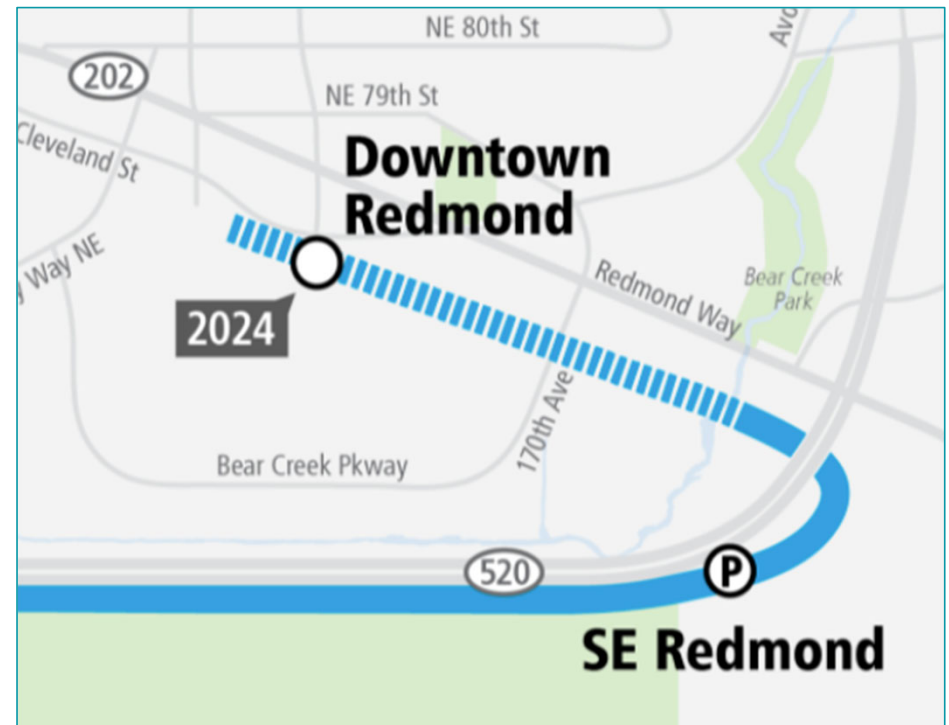 NE 80th St
202
NE 79th St
Cleveland St
Downtown
Redmond
Way NE
Redmond Way
Bear Creek
Park
2024
170th Ave
Bear Creek Pkway
520
P
SE Redmond